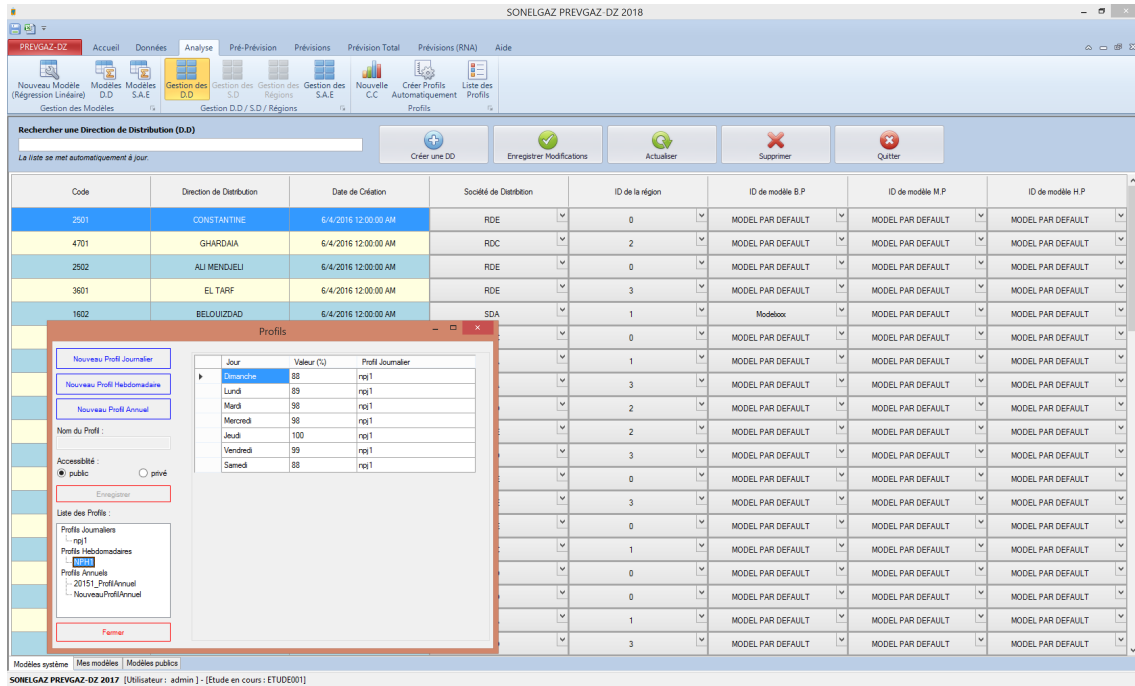 SONELGAZ PREVGAZ-DZ 2018
PREVGAZ-DZ Accueil Données Analyse Pré-Prévision Prévisions Prévision Total Prévisions (RNA) Aide
Nouveau Modèle (Régression Linéaire)
Modèles D.D
Modèles S.A.E
Gestion des D.D
Gestion des S.D
Gestion des Régions
Gestion des S.A.E
Nouvelle C.C
Créer Profils Automatiquement
Liste des Profils
Gestion des Modèles Gestion D.D / S.D / Régions Profils
Rechercher une Direction de Distribution (D.D)
La liste se met automatiquement à jour.
Créer une DD Enregistrer Modifications Actualiser Supprimer Quitter
Code Direction de Distribution Date de Création Société de Distribition ID de la région ID de modèle B.P ID de modèle M.P ID de modèle H.P
2501 CONSTANTINE 6/4/2016 12:00:00 AM RDE 0 MODEL PAR DEFAULT MODEL PAR DEFAULT MODEL PAR DEFAULT
4701 GHARDAIA 6/4/2016 12:00:00 AM RDC 2 MODEL PAR DEFAULT MODEL PAR DEFAULT MODEL PAR DEFAULT
2502 ALI MENDJELI 6/4/2016 12:00:00 AM RDE 0 MODEL PAR DEFAULT MODEL PAR DEFAULT MODEL PAR DEFAULT
3601 EL TARF 6/4/2016 12:00:00 AM RDE 3 MODEL PAR DEFAULT MODEL PAR DEFAULT MODEL PAR DEFAULT
1602 BELOUIZDAD 6/4/2016 12:00:00 AM SDA 1 Modelxxx MODEL PAR DEFAULT MODEL PAR DEFAULT
0 MODEL PAR DEFAULT MODEL PAR DEFAULT MODEL PAR DEFAULT
1 MODEL PAR DEFAULT MODEL PAR DEFAULT MODEL PAR DEFAULT
3 MODEL PAR DEFAULT MODEL PAR DEFAULT MODEL PAR DEFAULT
2 MODEL PAR DEFAULT MODEL PAR DEFAULT MODEL PAR DEFAULT
2 MODEL PAR DEFAULT MODEL PAR DEFAULT MODEL PAR DEFAULT
3 MODEL PAR DEFAULT MODEL PAR DEFAULT MODEL PAR DEFAULT
0 MODEL PAR DEFAULT MODEL PAR DEFAULT MODEL PAR DEFAULT
3 MODEL PAR DEFAULT MODEL PAR DEFAULT MODEL PAR DEFAULT
0 MODEL PAR DEFAULT MODEL PAR DEFAULT MODEL PAR DEFAULT
1 MODEL PAR DEFAULT MODEL PAR DEFAULT MODEL PAR DEFAULT
0 MODEL PAR DEFAULT MODEL PAR DEFAULT MODEL PAR DEFAULT
0 MODEL PAR DEFAULT MODEL PAR DEFAULT MODEL PAR DEFAULT
1 MODEL PAR DEFAULT MODEL PAR DEFAULT MODEL PAR DEFAULT
3 MODEL PAR DEFAULT MODEL PAR DEFAULT MODEL PAR DEFAULT
Profils
Nouveau Profil Journalier
Nouveau Profil Hebdomadaire
Nouveau Profil Annuel
Nom du Profil :
Accessiblité :
public privé
Enregistrer
Liste des Profils :
Profils Journaliers
npj1
Profils Hebdomadaires
NPH1
Profils Annuels
20151_ProfilAnnuel
NouveauProfilAnnuel
Fermer
Jour Valeur (%) Profil Journalier
Dimanche 88 npj1
Lundi 89 npj1
Mardi 98 npj1
Mercredi 98 npj1
Jeudi 100 npj1
Vendredi 99 npj1
Samedi 88 npj1
Modèles système Mes modèles Modèles publics
SONELGAZ PREVGAZ-DZ 2017 [Utilisateur : admin ] - [Etude en cours : ETUDE001]